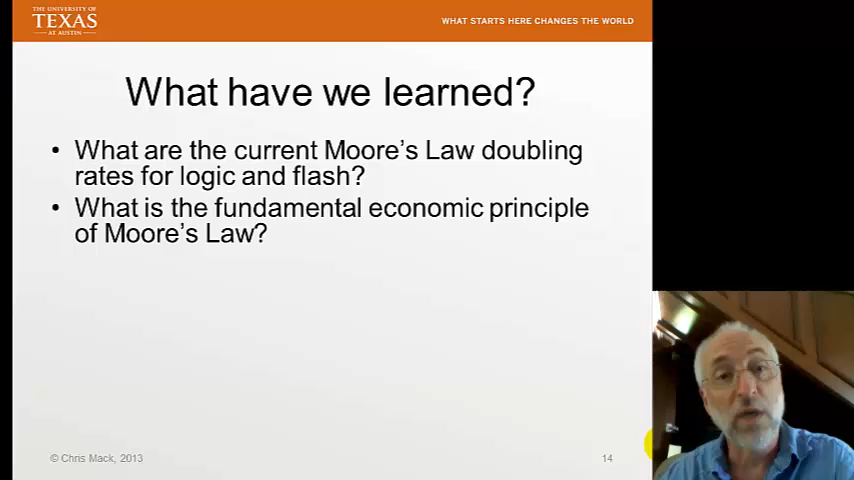 THE UNIVERSITY OF
TEXAS
AT AUSTIN
WHAT STARTS HERE CHANGES THE WORLD
What have we learned?
• What are the current Moore's Law doubling
rates for logic and flash?
• What is the fundamental economic principle
of Moore's Law?
© Chris Mack, 2013
14